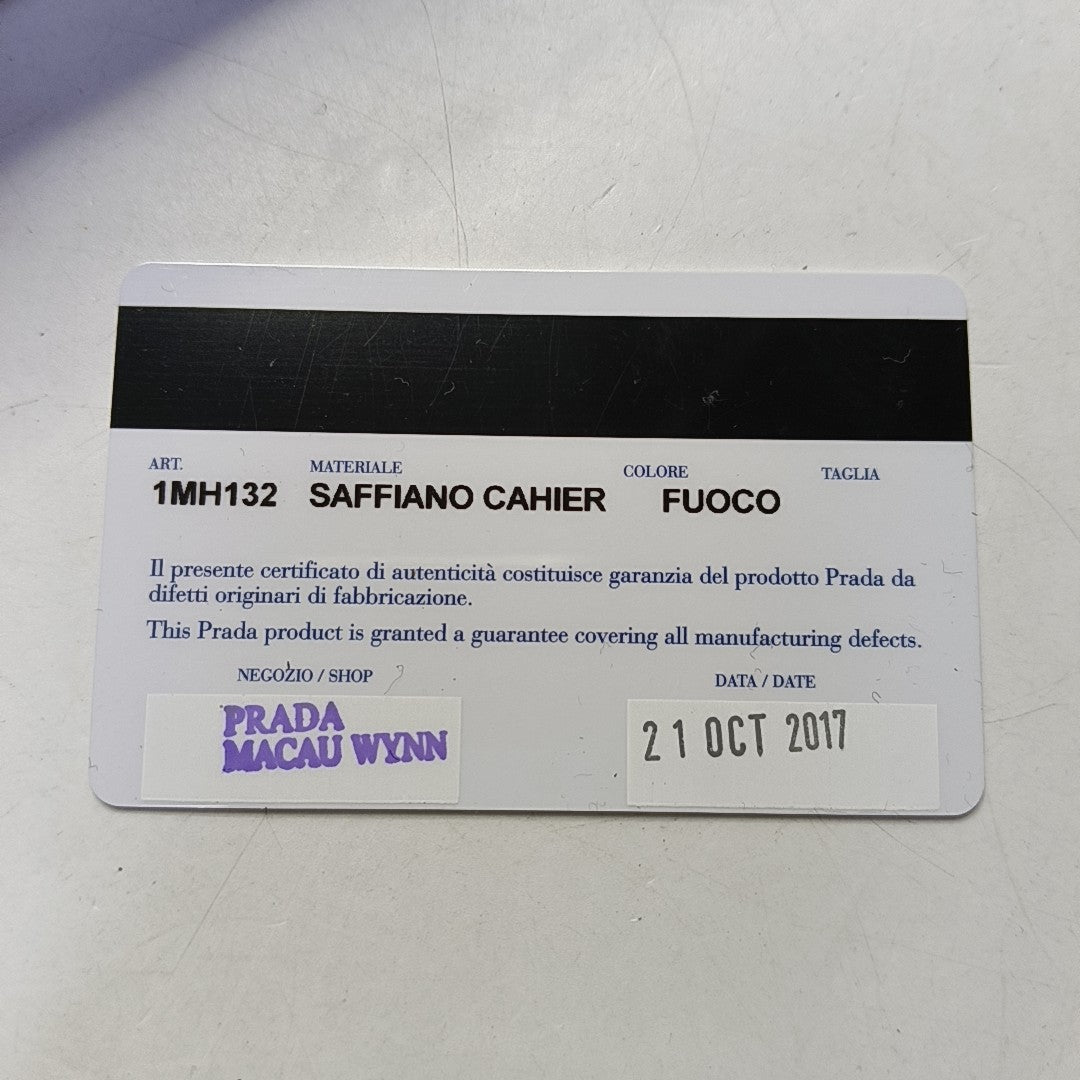 ART. MATERIALE COLORE TAGLIA
1MH132 SAFFIANO CAHIER FUOCO
Il presente certificato di autenticità costituisce garanzia del prodotto Prada da
difetti originari di fabbricazione.
This Prada product is granted a guarantee covering all manufacturing defects.
NEGOZIO / SHOP DATA / DATE
PRADA
MACAU WYNN
21 OCT 2017